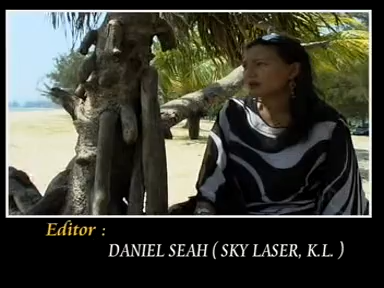 Editor :
DANIEL SEAH ( SKY LASER, K.L. )